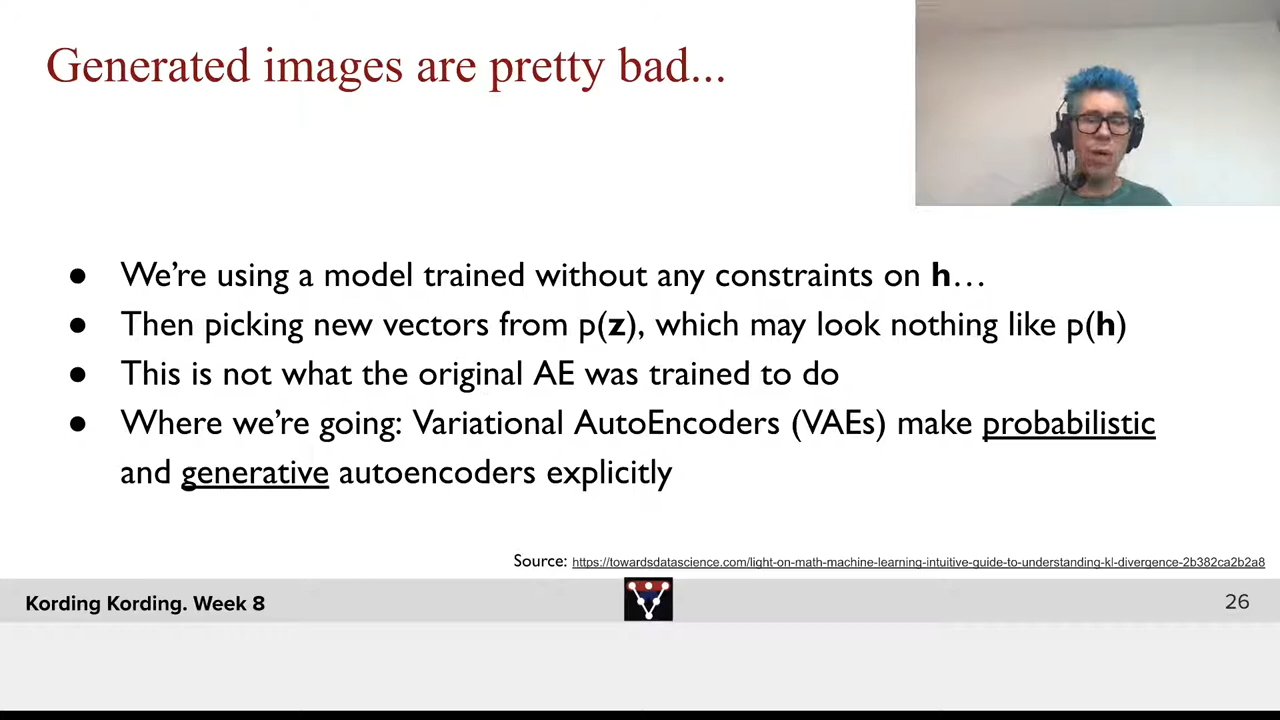 Generated images are pretty bad...
● We’re using a model trained without any constraints on h…
● Then picking new vectors from p(z), which may look nothing like p(h)
● This is not what the original AE was trained to do
● Where we’re going: Variational AutoEncoders (VAEs) make probabilistic
and generative autoencoders explicitly
Source: https://towardsdatascience.com/light-on-math-machine-learning-intuitive-guide-to-understanding-kl-divergence-2b382ca2b2a8
Kording Kording. Week 8
26